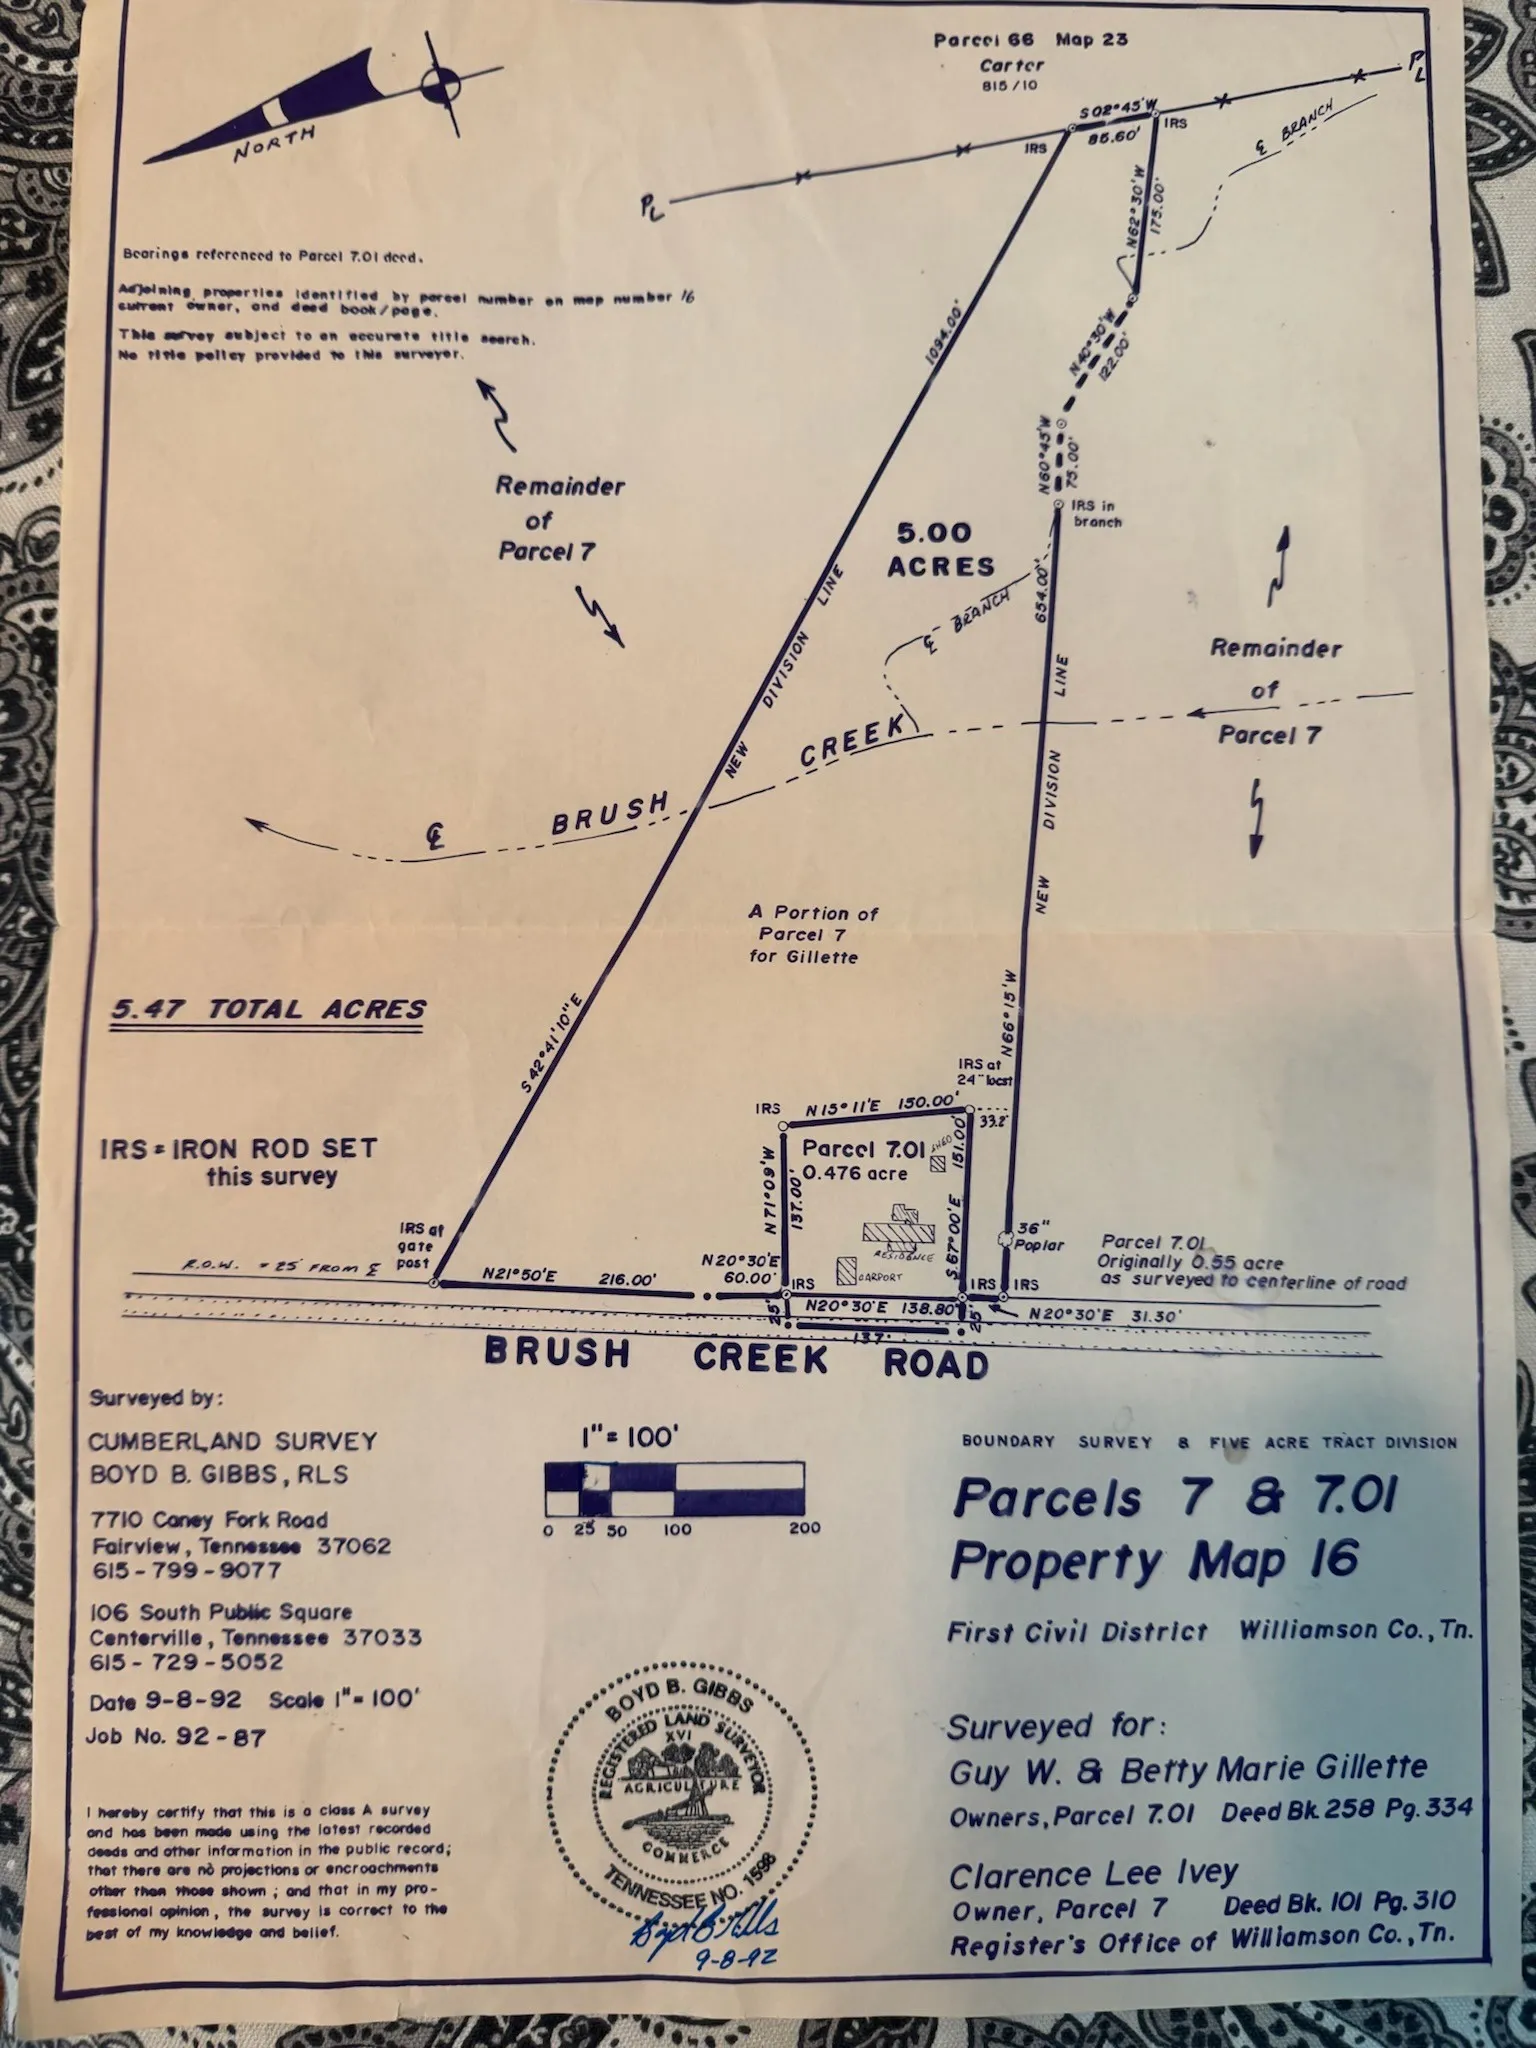 Parcel 66 Map 23
Carter
815/10
NORTH
S 02°45'W
85.60'
IRS
IRS
PL
PL
℄ BRANCH
N62°30'W
175.00'
Bearings referenced to Parcel 7.01 deed.
Adjoining properties identified by parcel number on map number 16
current owner, and deed book/page.
This survey subject to an accurate title search.
No title policy provided to this surveyor.
1094.00'
N40°30'W
122.00'
N60°45'W
75.00'
IRS in
branch
Remainder
of
Parcel 7
5.00
ACRES
654.00'
℄ BRANCH
NEW DIVISION LINE
NEW DIVISION LINE
Remainder
of
Parcel 7
℄ BRUSH CREEK
A Portion of
Parcel 7
for Gillette
5.47 TOTAL ACRES
S 42°41'10"E
N66°15'W
IRS at
24" locst
IRS
N 15°11'E 150.00'
33.2'
IRS = IRON ROD SET
this survey
Parcel 7.01
0.476 acre
SHED
N 71°09'W
137.00'
151.00'
S 67°00'E
RESIDENCE
CARPORT
36"
Poplar
IRS at
gate
post
R.O.W. = 25' FROM ℄
N21°50'E 216.00'
N20°30'E
60.00'
IRS
IRS
IRS
N20°30'E 138.80'
N20°30'E 31.30'
25'
25'
137'
Parcel 7.01
Originally 0.55 acre
as surveyed to centerline of road
BRUSH CREEK ROAD
Surveyed by:
CUMBERLAND SURVEY
BOYD B. GIBBS, RLS
7710 Caney Fork Road
Fairview, Tennessee 37062
615-799-9077
106 South Public Square
Centerville, Tennessee 37033
615-729-5052
Date 9-8-92 Scale 1"=100'
Job No. 92-87
I hereby certify that this is a class A survey
and has been made using the latest recorded
deeds and other information in the public record;
that there are no projections or encroachments
other than those shown; and that in my pro-
fessional opinion, the survey is correct to the
best of my knowledge and belief.
1"=100'
0 25 50 100 200
BOYD B. GIBBS
REGISTERED LAND SURVEYOR
XVI
AGRICULTURE
COMMERCE
TENNESSEE NO. 1598
Boyd B Gibbs
9-8-92
BOUNDARY SURVEY & FIVE ACRE TRACT DIVISION
Parcels 7 & 7.01
Property Map 16
First Civil District Williamson Co., Tn.
Surveyed for:
Guy W. & Betty Marie Gillette
Owners, Parcel 7.01 Deed Bk. 258 Pg. 334
Clarence Lee Ivey
Owner, Parcel 7 Deed Bk. 101 Pg. 310
Register's Office of Williamson Co., Tn.